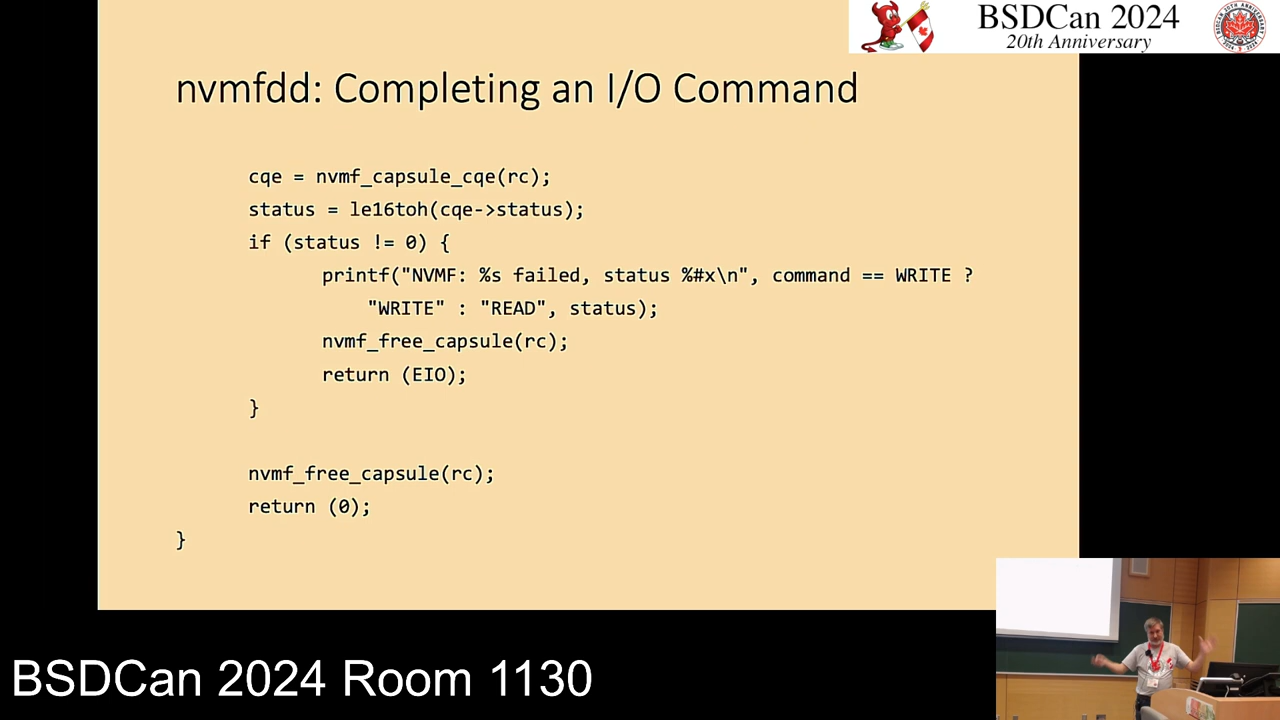 BSDCan 2024
20th Anniversary
nvmfdd: Completing an I/O Command
cqe = nvmf_capsule_cqe(rc);
status = le16toh(cqe->status);
if (status != 0) {
printf("NVMF: %s failed, status %#x\n", command == WRITE ?
"WRITE" : "READ", status);
nvmf_free_capsule(rc);
return (EIO);
}
nvmf_free_capsule(rc);
return (0);
}
BSDCan 2024 Room 1130